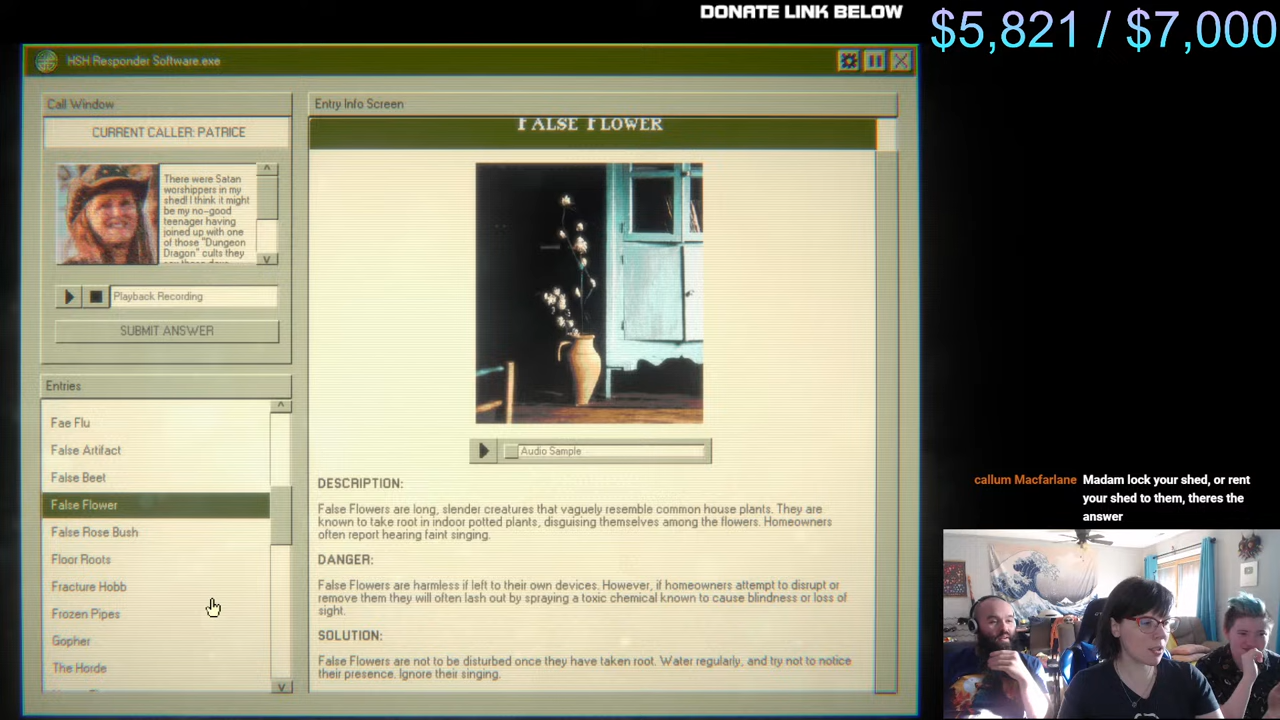 DONATE LINK BELOW
$5,821 / $7,000
HSH Responder Software.exe
Call Window
CURRENT CALLER: PATRICE
There were Satan
worshippers in my
shed! I think it might
be my no-good
teenager having
joined up with one
of those "Dungeon
Dragon" cults they
Playback Recording
SUBMIT ANSWER
Entries
Fae Flu
False Artifact
False Beet
False Flower
False Rose Bush
Floor Roots
Fracture Hobb
Frozen Pipes
Gopher
The Horde
Entry Info Screen
FALSE FLOWER
Audio Sample
DESCRIPTION:
False Flowers are long, slender creatures that vaguely resemble common house plants. They are
known to take root in indoor potted plants, disguising themselves among the flowers. Homeowners
often report hearing faint singing.
DANGER:
False Flowers are harmless if left to their own devices. However, if homeowners attempt to disrupt or
remove them they will often lash out by spraying a toxic chemical known to cause blindness or loss of
sight.
SOLUTION:
False Flowers are not to be disturbed once they have taken root. Water regularly, and try not to notice
their presence. Ignore their singing.
callum Macfarlane Madam lock your shed, or rent
your shed to them, theres the
answer